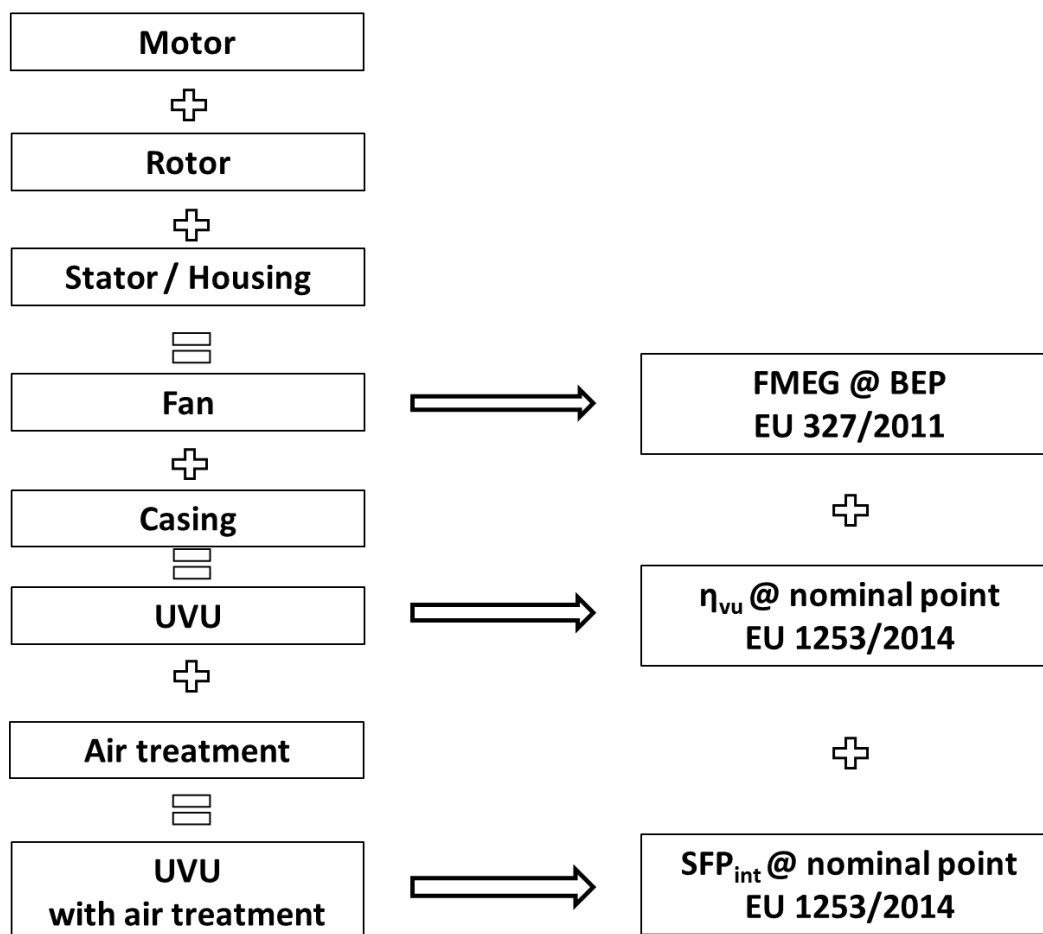 Motor
Rotor
Stator / Housing
Fan
FMEG @ BEP
EU 327/2011
Casing
UVU
ηvu @ nominal point
EU 1253/2014
Air treatment
UVU
with air treatment
SFPint @ nominal point
EU 1253/2014